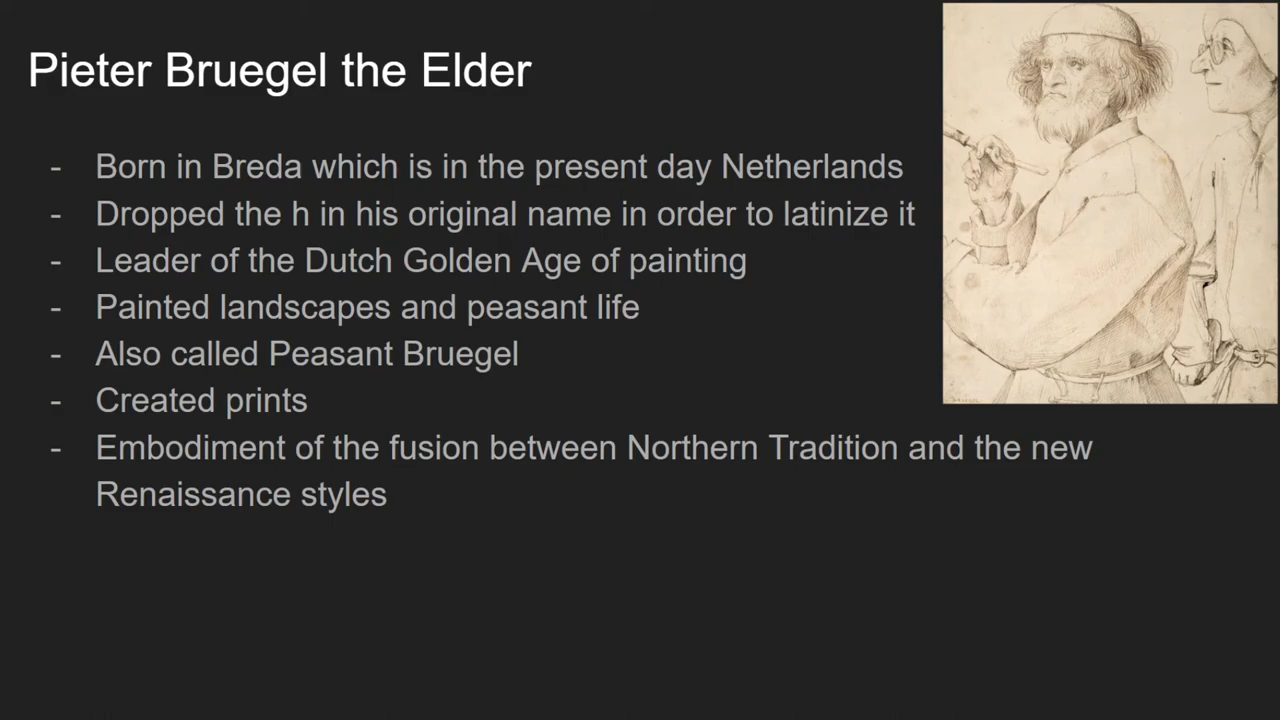 Pieter Bruegel the Elder
- Born in Breda which is in the present day Netherlands
- Dropped the h in his original name in order to latinize it
- Leader of the Dutch Golden Age of painting
- Painted landscapes and peasant life
- Also called Peasant Bruegel
- Created prints
- Embodiment of the fusion between Northern Tradition and the new
Renaissance styles